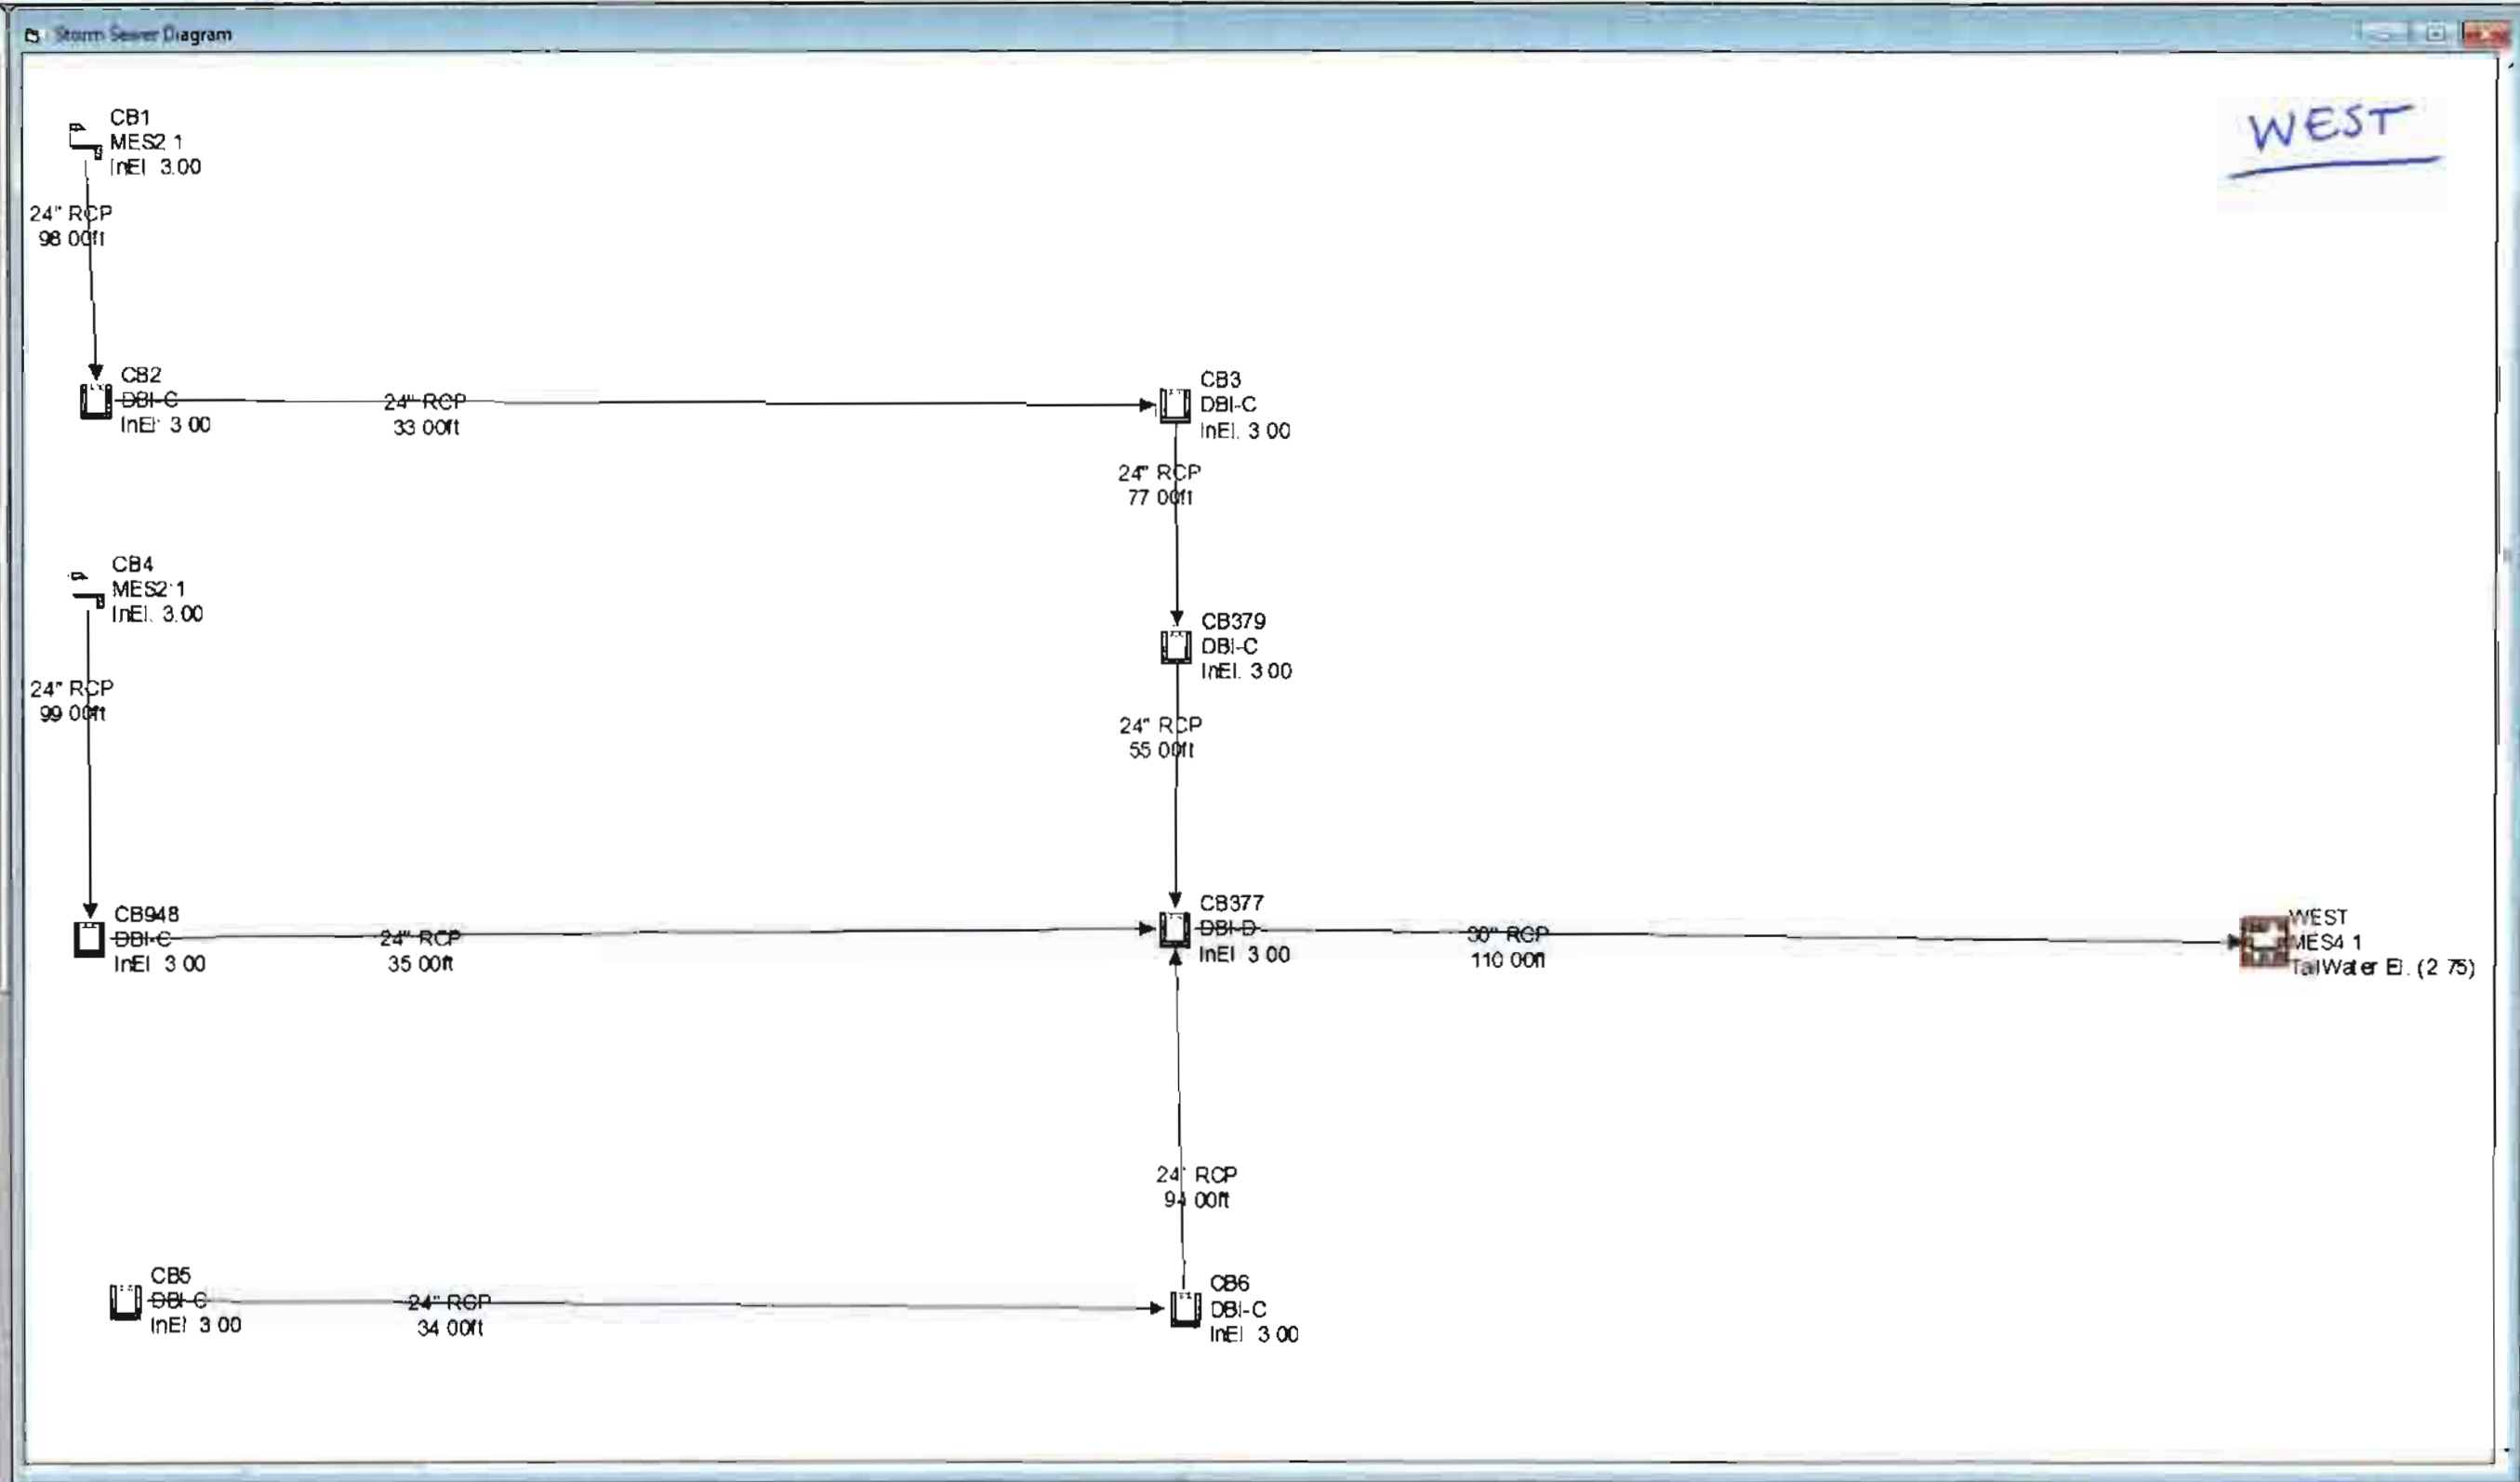 Storm Sewer Diagram
WEST
CB1
MES2 1
InEl 3.00
24" RCP
98 00ft
CB2
DBI-C
InEl 3 00
24" RCP
33 00ft
CB3
DBI-C
InEl. 3 00
24" RCP
77 00ft
CB4
MES2:1
InEl. 3.00
CB379
DBI-C
InEl. 3 00
24" RCP
99 00ft
24" RCP
55 00ft
CB948
DBI-C
InEl 3 00
24" RCP
35 00ft
CB377
DBI-D
InEl 3 00
30" RCP
110 00ft
WEST
MES4 1
TailWater El. (2 75)
24' RCP
94 00ft
CB5
DBI-C
InEl 3 00
24" RCP
34 00ft
CB6
DBI-C
InEl 3 00